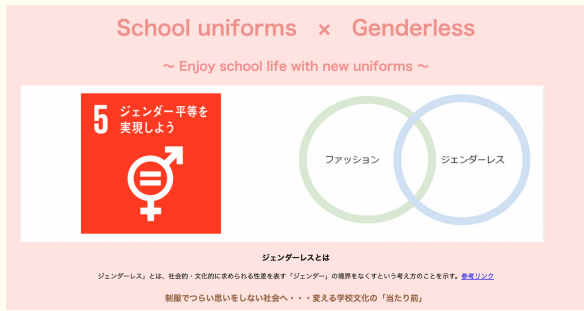 School uniforms × Genderless
〜 Enjoy school life with new uniforms 〜
5 ジェンダー平等を
実現しよう
ファッション
ジェンダーレス
ジェンダーレスとは
ジェンダーレス」とは、社会的・文化的に求められる性差を表す「ジェンダー」の境界をなくすという考え方のことを示す。参考リンク
制服でつらい思いをしない社会へ・・・変える学校文化の「当たり前」